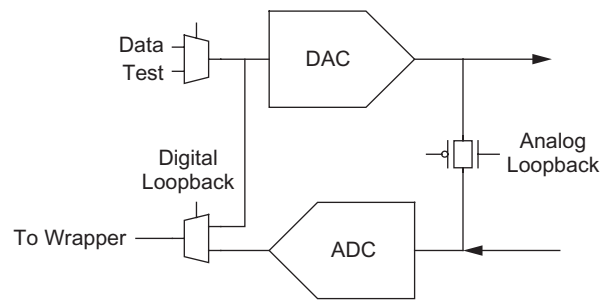 Data
DAC
Test
Digital
Loopback
Analog
Loopback
To Wrapper
ADC